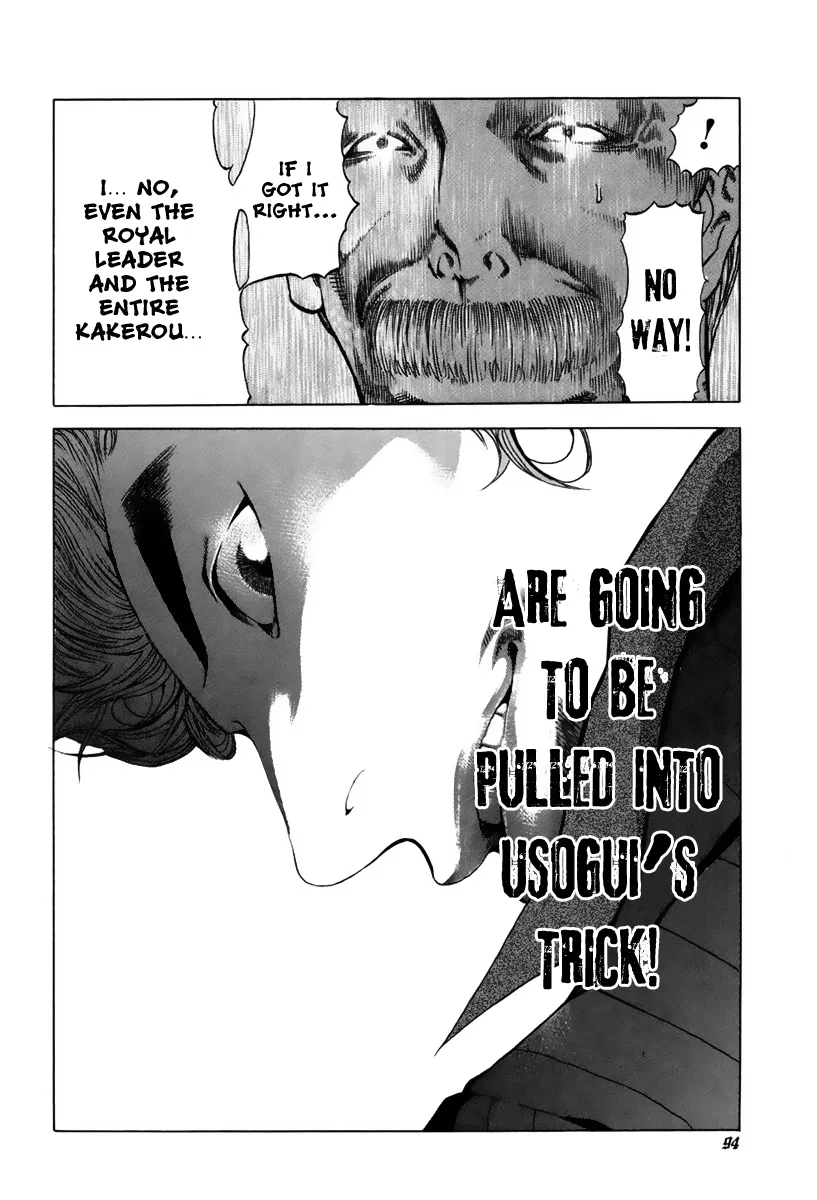 !
NO
WAY!
IF I
GOT IT
RIGHT...
I... NO,
EVEN THE
ROYAL
LEADER
AND THE
ENTIRE
KAKEROU...
ARE GOING
TO BE
PULLED INTO
USOGUI'S
TRICK!
94